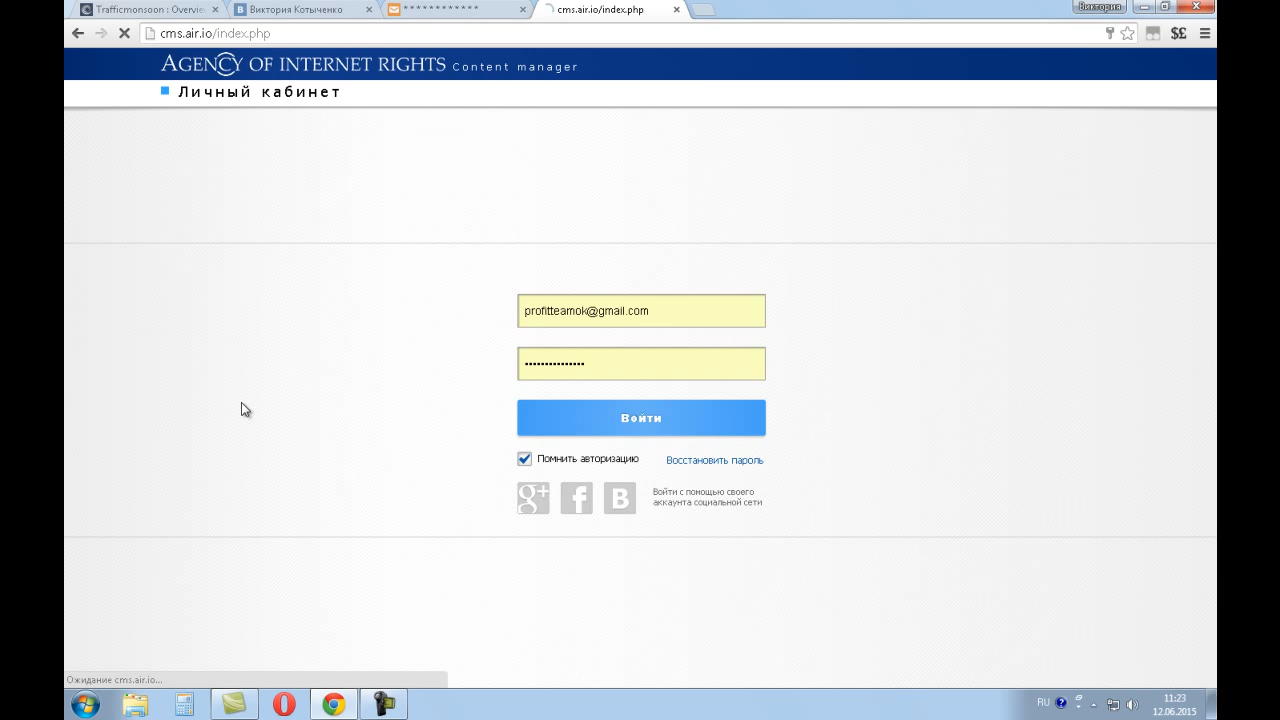 Trafficmonsoon : Overvie
Виктория Котыченко
************
cms.air.io/index.php
Виктория
cms.air.io/index.php
$£
AGENCY OF INTERNET RIGHTS Content manager
Личный кабинет
profitteamok@gmail.com
•••••••••••••••
Войти
Помнить авторизацию
Восстановить пароль
g+ f B
Войти с помощью своего
аккаунта социальной сети
Ожидание cms.air.io...
RU
11:23
12.06.2015